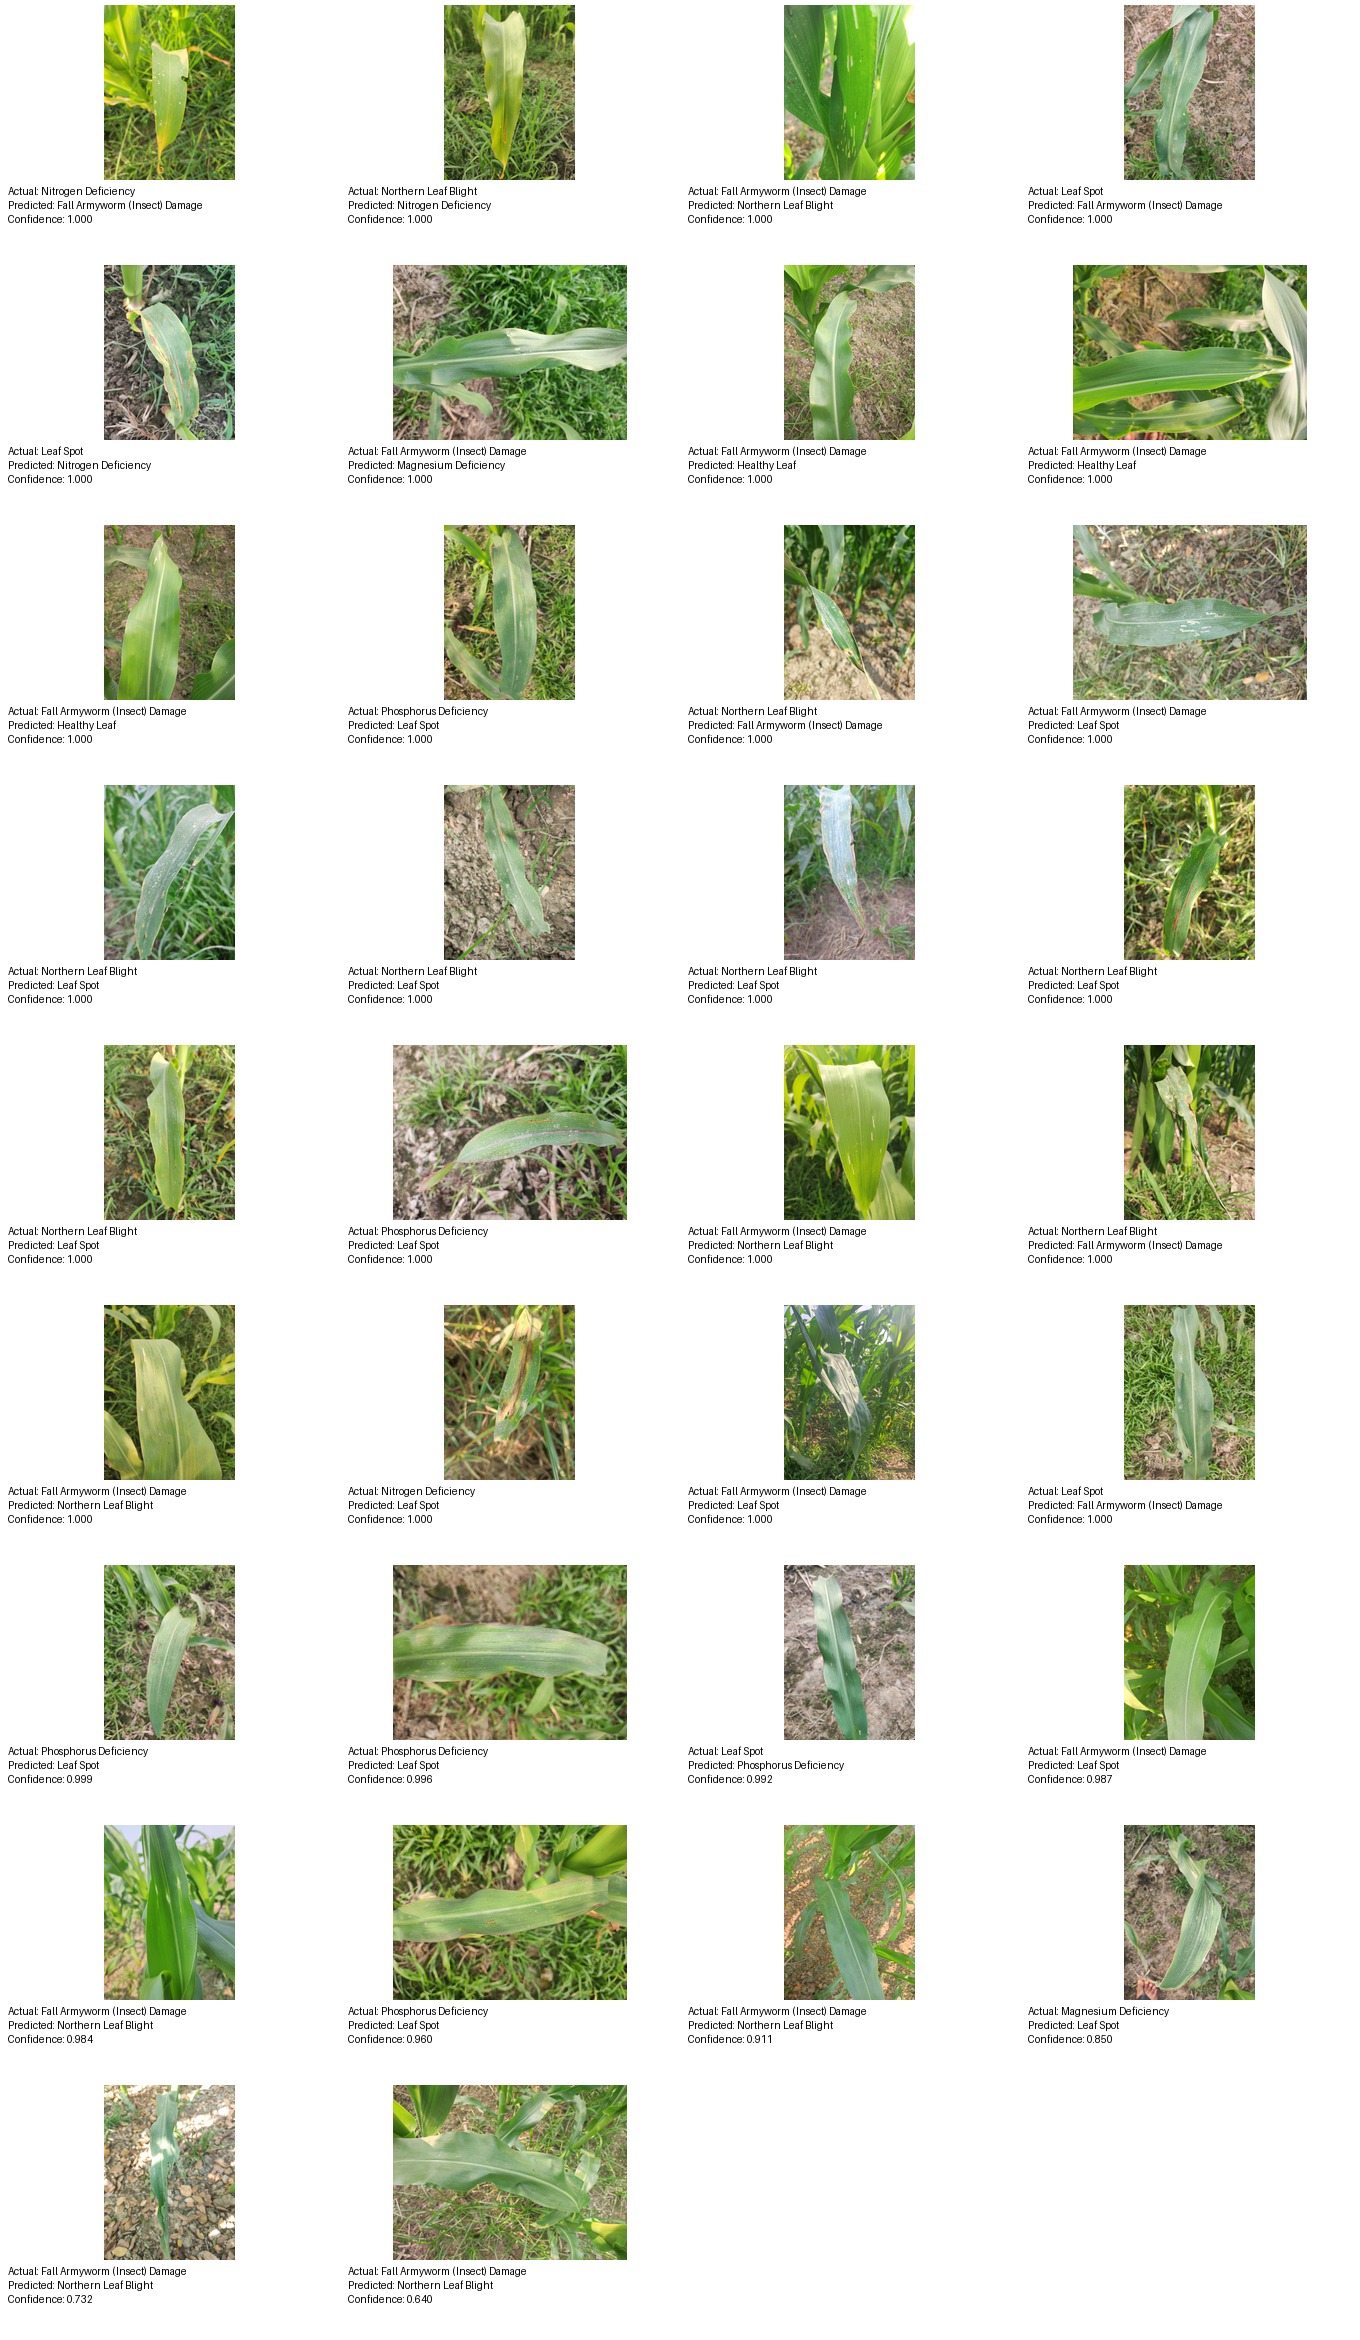 Actual: Nitrogen Deficiency
Predicted: Fall Armyworm (Insect) Damage
Confidence: 1.000
Actual: Northern Leaf Blight
Predicted: Nitrogen Deficiency
Confidence: 1.000
Actual: Fall Armyworm (Insect) Damage
Predicted: Northern Leaf Blight
Confidence: 1.000
Actual: Leaf Spot
Predicted: Fall Armyworm (Insect) Damage
Confidence: 1.000
Actual: Leaf Spot
Predicted: Nitrogen Deficiency
Confidence: 1.000
Actual: Fall Armyworm (Insect) Damage
Predicted: Magnesium Deficiency
Confidence: 1.000
Actual: Fall Armyworm (Insect) Damage
Predicted: Healthy Leaf
Confidence: 1.000
Actual: Fall Armyworm (Insect) Damage
Predicted: Healthy Leaf
Confidence: 1.000
Actual: Fall Armyworm (Insect) Damage
Predicted: Healthy Leaf
Confidence: 1.000
Actual: Phosphorus Deficiency
Predicted: Leaf Spot
Confidence: 1.000
Actual: Northern Leaf Blight
Predicted: Fall Armyworm (Insect) Damage
Confidence: 1.000
Actual: Fall Armyworm (Insect) Damage
Predicted: Leaf Spot
Confidence: 1.000
Actual: Northern Leaf Blight
Predicted: Leaf Spot
Confidence: 1.000
Actual: Northern Leaf Blight
Predicted: Leaf Spot
Confidence: 1.000
Actual: Northern Leaf Blight
Predicted: Leaf Spot
Confidence: 1.000
Actual: Northern Leaf Blight
Predicted: Leaf Spot
Confidence: 1.000
Actual: Northern Leaf Blight
Predicted: Leaf Spot
Confidence: 1.000
Actual: Phosphorus Deficiency
Predicted: Leaf Spot
Confidence: 1.000
Actual: Fall Armyworm (Insect) Damage
Predicted: Northern Leaf Blight
Confidence: 1.000
Actual: Northern Leaf Blight
Predicted: Fall Armyworm (Insect) Damage
Confidence: 1.000
Actual: Fall Armyworm (Insect) Damage
Predicted: Northern Leaf Blight
Confidence: 1.000
Actual: Nitrogen Deficiency
Predicted: Leaf Spot
Confidence: 1.000
Actual: Fall Armyworm (Insect) Damage
Predicted: Leaf Spot
Confidence: 1.000
Actual: Leaf Spot
Predicted: Fall Armyworm (Insect) Damage
Confidence: 1.000
Actual: Phosphorus Deficiency
Predicted: Leaf Spot
Confidence: 0.999
Actual: Phosphorus Deficiency
Predicted: Leaf Spot
Confidence: 0.996
Actual: Leaf Spot
Predicted: Phosphorus Deficiency
Confidence: 0.992
Actual: Fall Armyworm (Insect) Damage
Predicted: Leaf Spot
Confidence: 0.987
Actual: Fall Armyworm (Insect) Damage
Predicted: Northern Leaf Blight
Confidence: 0.984
Actual: Phosphorus Deficiency
Predicted: Leaf Spot
Confidence: 0.960
Actual: Fall Armyworm (Insect) Damage
Predicted: Northern Leaf Blight
Confidence: 0.911
Actual: Magnesium Deficiency
Predicted: Leaf Spot
Confidence: 0.850
Actual: Fall Armyworm (Insect) Damage
Predicted: Northern Leaf Blight
Confidence: 0.732
Actual: Fall Armyworm (Insect) Damage
Predicted: Northern Leaf Blight
Confidence: 0.640